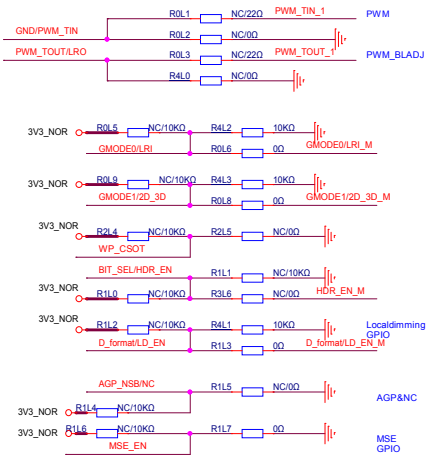 R0L1 NC/22Ω PWM_TIN_1 PWM
GND/PWM_TIN R0L2 NC/0Ω
PWM_TOUT/LRO R0L3 NC/22Ω PWM_TOUT_1 PWM_BLADJ
R4L0 NC/0Ω
3V3_NOR R0L5 NC/10KΩ R4L2 10KΩ
GMODE0/LRI R0L6 0Ω GMODE0/LRI_M
3V3_NOR R0L9 NC/10KΩ R4L3 10KΩ
GMODE1/2D_3D R0L8 0Ω GMODE1/2D_3D_M
3V3_NOR R2L4 NC/10KΩ R2L5 NC/0Ω
WP_CSOT
BIT_SEL/HDR_EN R1L1 NC/10KΩ
3V3_NOR R1L0 NC/10KΩ R3L6 NC/0Ω HDR_EN_M
3V3_NOR R1L2 NC/10KΩ R4L1 10KΩ Localdimming
GPIO
D_format/LD_EN R1L3 0Ω D_format/LD_EN_M
AGP_NSB/NC R1L5 NC/0Ω AGP&NC
3V3_NOR R1L4 NC/10KΩ
3V3_NOR R1L6 NC/10KΩ R1L7 0Ω MSE
GPIO
MSE_EN